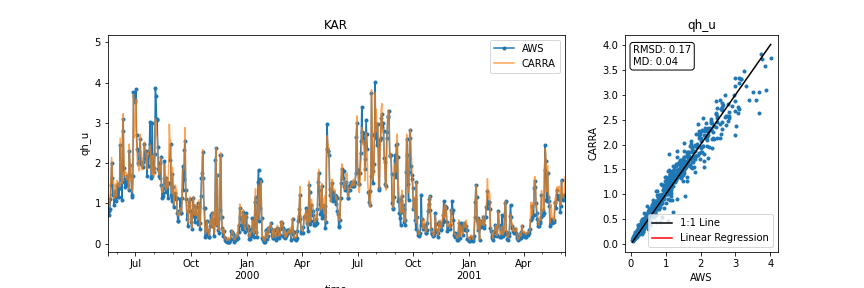 KAR
qh_u
5
4
3
2
1
0
qh_u
AWS
CARRA
Jul
Oct
Jan
2000
Apr
Jul
Oct
Jan
2001
Apr
4.0
3.5
3.0
2.5
2.0
1.5
1.0
0.5
0.0
CARRA
RMSD: 0.17
MD: 0.04
1:1 Line
Linear Regression
0
1
2
3
4
AWS